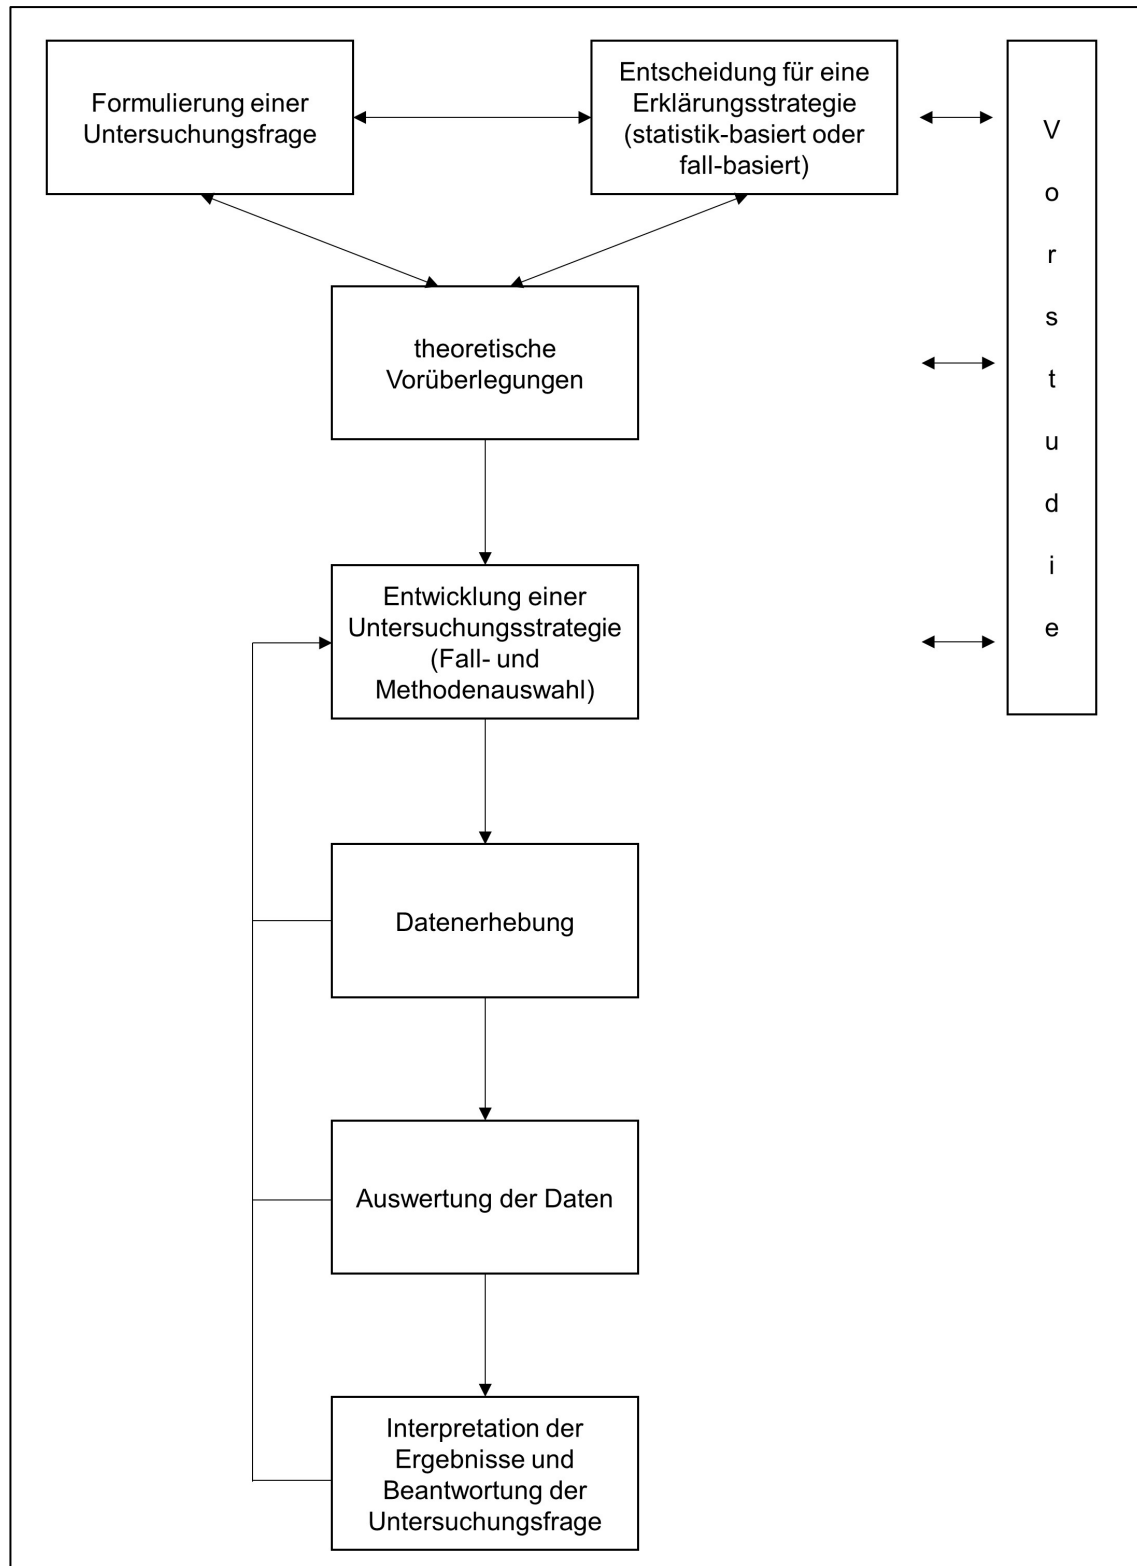 Formulierung einer
Untersuchungsfrage
Entscheidung für eine
Erklärungsstrategie
(statistik-basiert oder
fall-basiert)
theoretische
Vorüberlegungen
Entwicklung einer
Untersuchungsstrategie
(Fall- und
Methodenauswahl)
Datenerhebung
Auswertung der Daten
Interpretation der
Ergebnisse und
Beantwortung der
Untersuchungsfrage
V
o
r
s
t
u
d
i
e